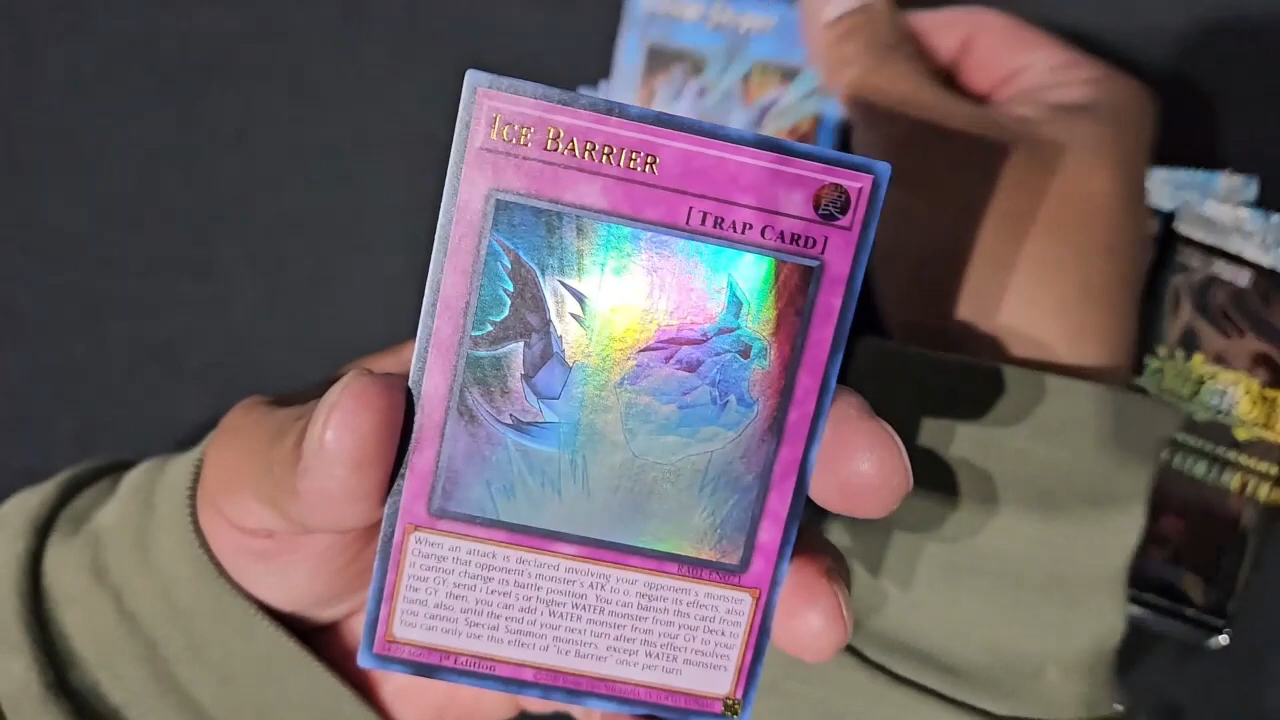 ICE BARRIER
[TRAP CARD]
RA01-EN071
When an attack is declared involving your opponent's monster
Change that opponent's monster's ATK to 0, negate its effects, also
it cannot change its battle position. You can banish this card from
your GY, send 1 Level 5 or higher WATER monster from your Deck to
the GY, then, you can add 1 WATER monster from your GY to your
hand, also, until the end of your next turn after this effect resolves
you cannot Special Summon monsters, except WATER monsters
You can only use this effect of "Ice Barrier" once per turn
1st Edition